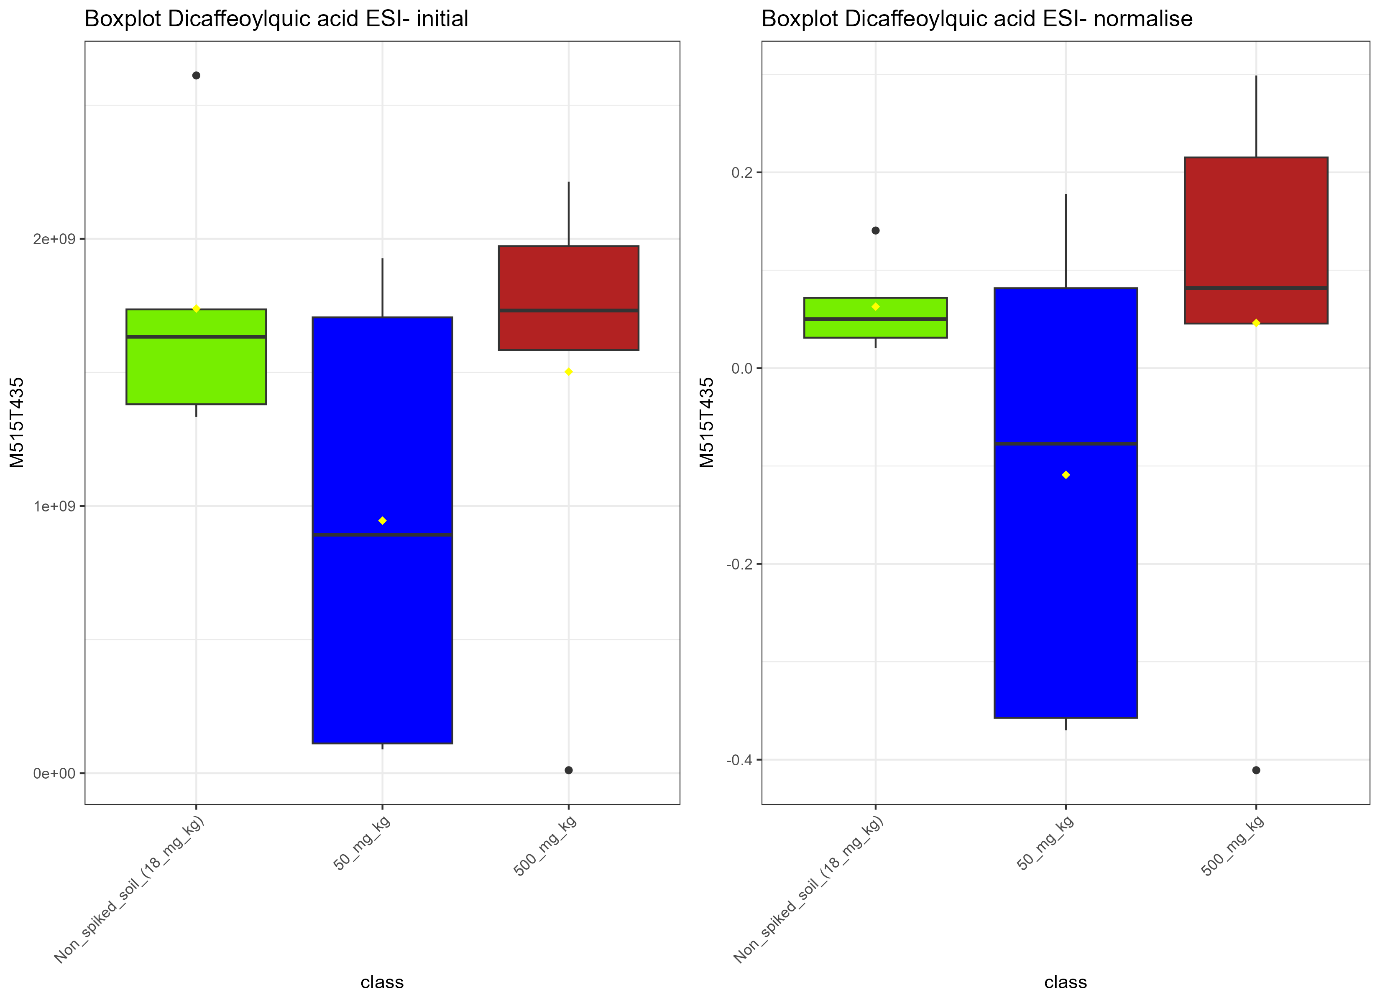 Boxplot Dicaffeoylquic acid ESI- initial
M515T435
2e+09
1e+09
0e+00
Non_spiked_soil_(18_mg_kg)
50_mg_kg
500_mg_kg
class
Boxplot Dicaffeoylquic acid ESI- normalise
M515T435
0.2
0.0
-0.2
-0.4
Non_spiked_soil_(18_mg_kg)
50_mg_kg
500_mg_kg
class